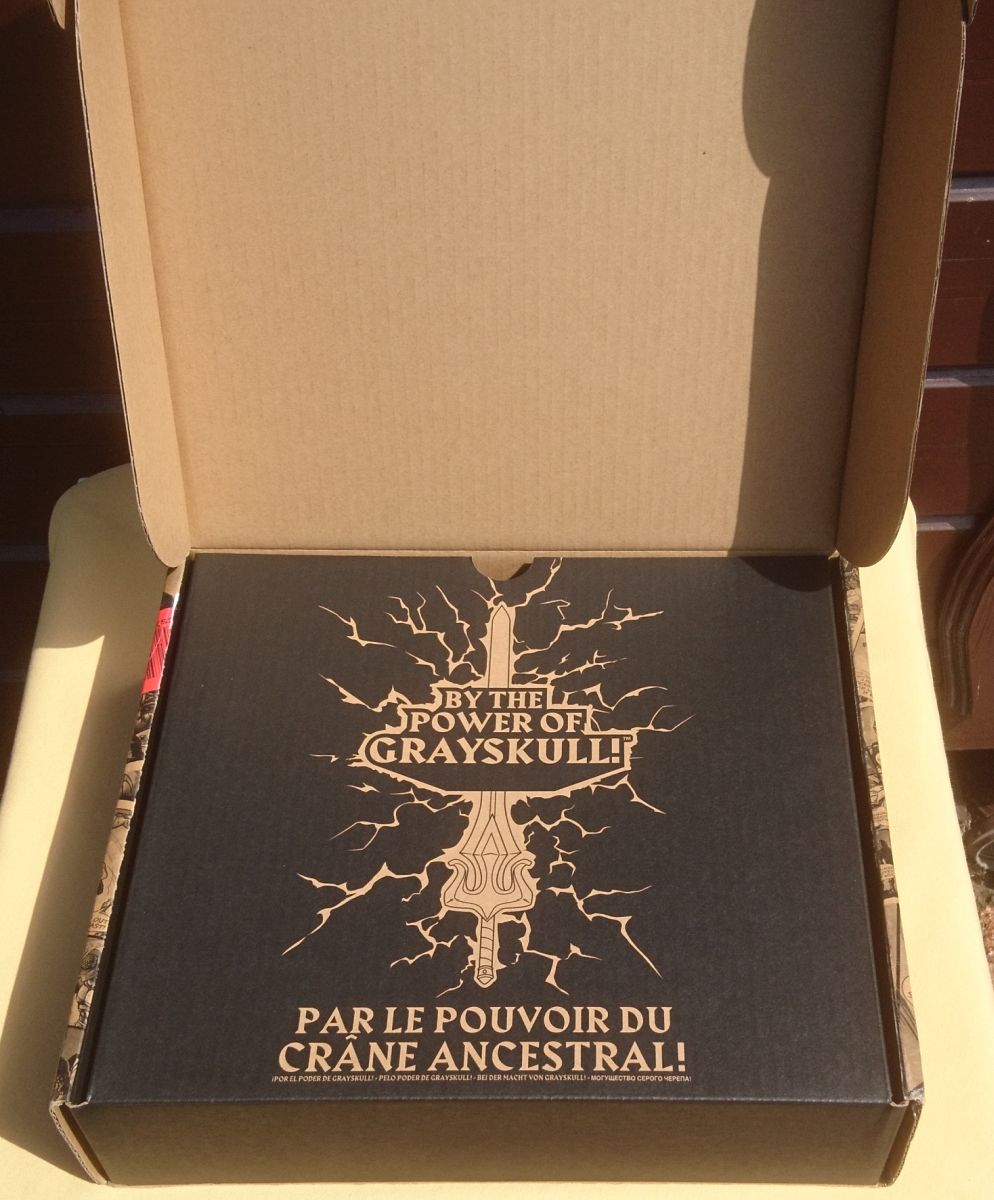 BY THE
POWER OF
GRAYSKULL!™
PAR LE POUVOIR DU
CRÂNE ANCESTRAL!
¡POR EL PODER DE GRAYSKULL! - PELO PODER DE GRAYSKULL! - BEI DER MACHT VON GRAYSKULL! - МОГУЩЕСТВО СЕРОГО ЧЕРЕПА!